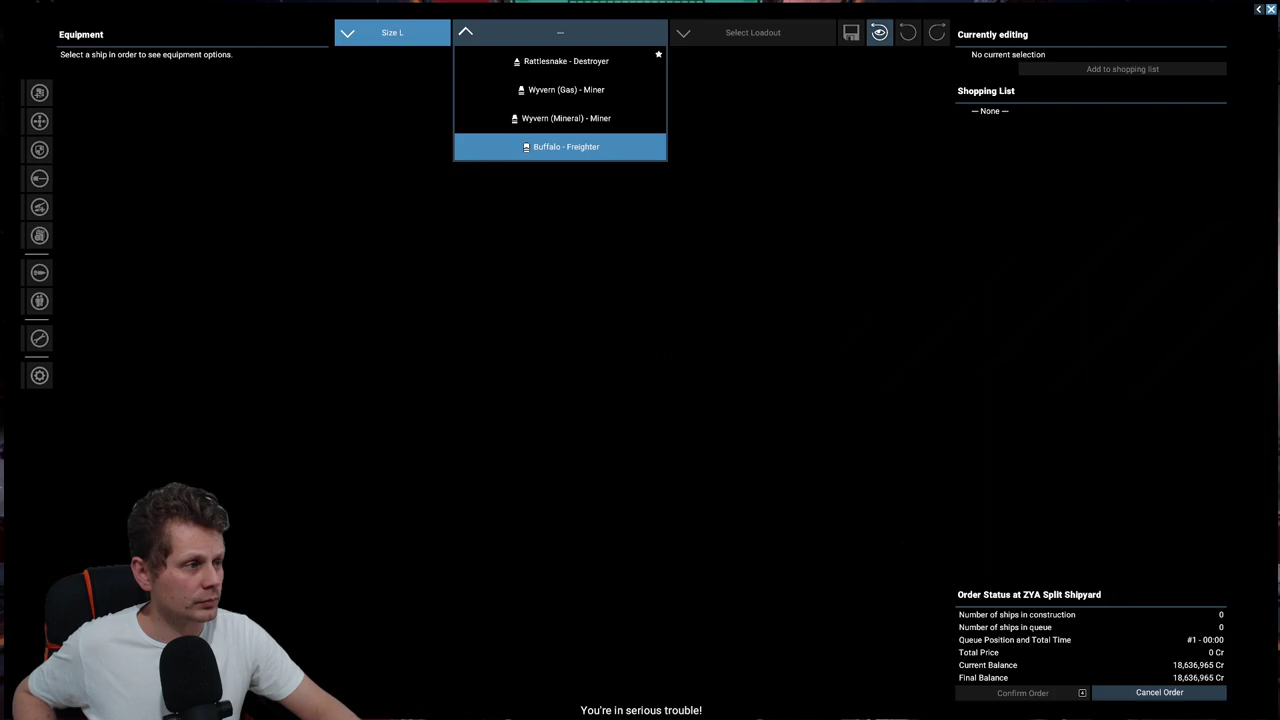 Equipment
Select a ship in order to see equipment options.
Size L
---
Select Loadout
Rattlesnake - Destroyer
Wyvern (Gas) - Miner
Wyvern (Mineral) - Miner
Buffalo - Freighter
Currently editing
No current selection
Add to shopping list
Shopping List
— None —
Order Status at ZYA Split Shipyard
Number of ships in construction 0
Number of ships in queue 0
Queue Position and Total Time #1 - 00:00
Total Price 0 Cr
Current Balance 18,636,965 Cr
Final Balance 18,636,965 Cr
Confirm Order
Cancel Order
You're in serious trouble!